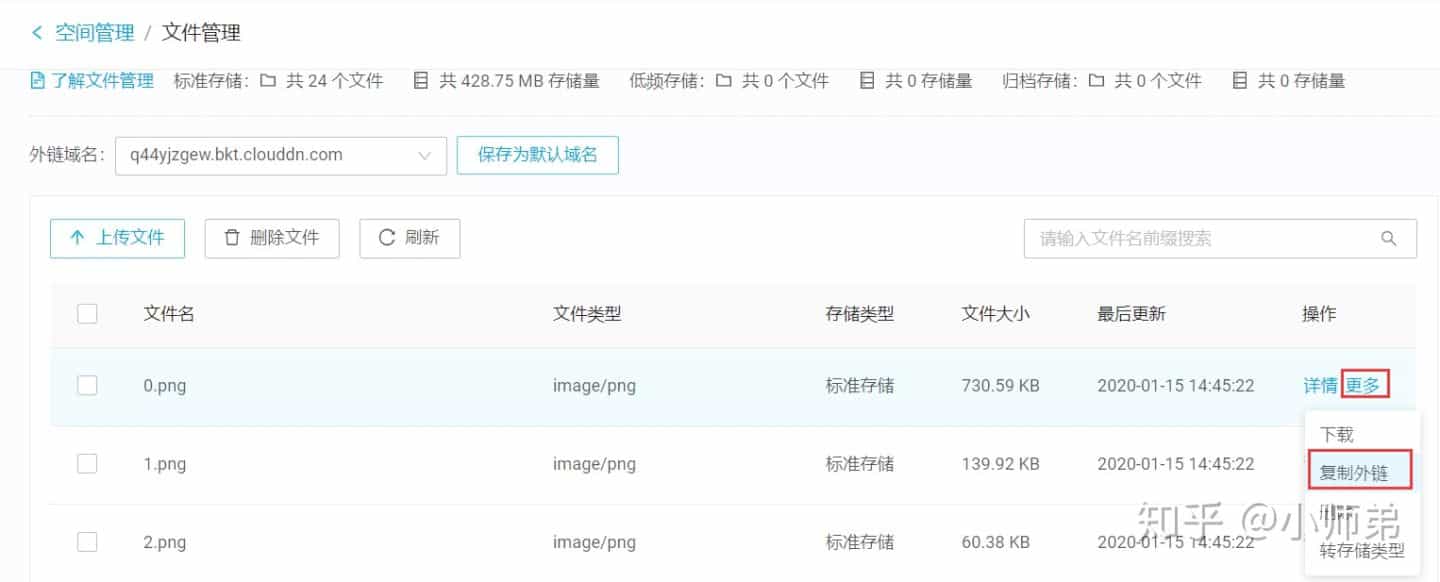 空间管理 / 文件管理
了解文件管理 标准存储: 共 24 个文件 共 428.75 MB 存储量 低频存储: 共 0 个文件 共 0 存储量 归档存储: 共 0 个文件 共 0 存储量
外链域名: q44yjzgew.bkt.clouddn.com 保存为默认域名
上传文件 删除文件 刷新 请输入文件名前缀搜索
文件名 文件类型 存储类型 文件大小 最后更新 操作
0.png image/png 标准存储 730.59 KB 2020-01-15 14:45:22 详情 更多
下载
1.png image/png 标准存储 139.92 KB 2020-01-15 14:45:22
复制外链
知乎 @小师弟
2.png image/png 标准存储 60.38 KB 2020-01-15 14:45:22
转存储类型